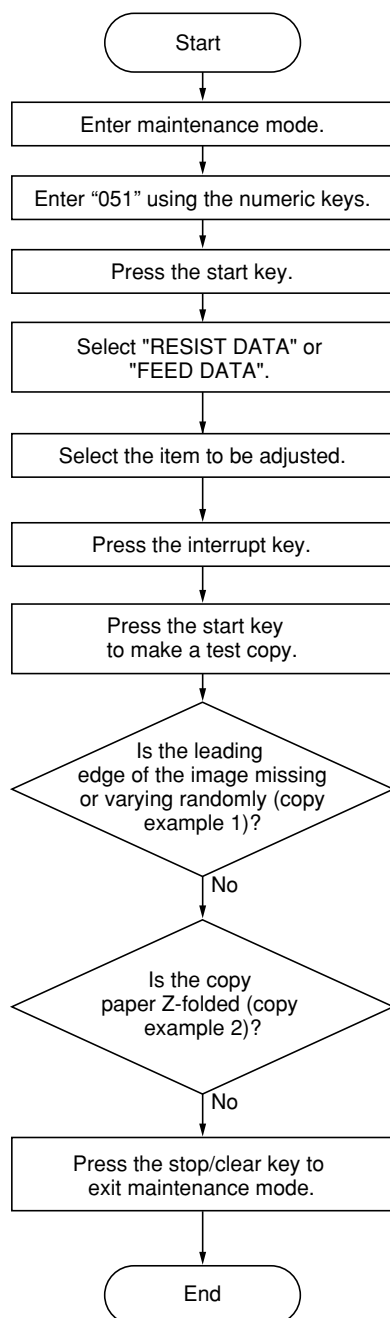 Start
Enter maintenance mode.
Enter “051” using the numeric keys.
Press the start key.
Select "RESIST DATA" or
"FEED DATA".
Select the item to be adjusted.
Press the interrupt key.
Press the start key
to make a test copy.
Is the leading
edge of the image missing
or varying randomly (copy
example 1)?
No
Is the copy
paper Z-folded (copy
example 2)?
No
Press the stop/clear key to
exit maintenance mode.
End